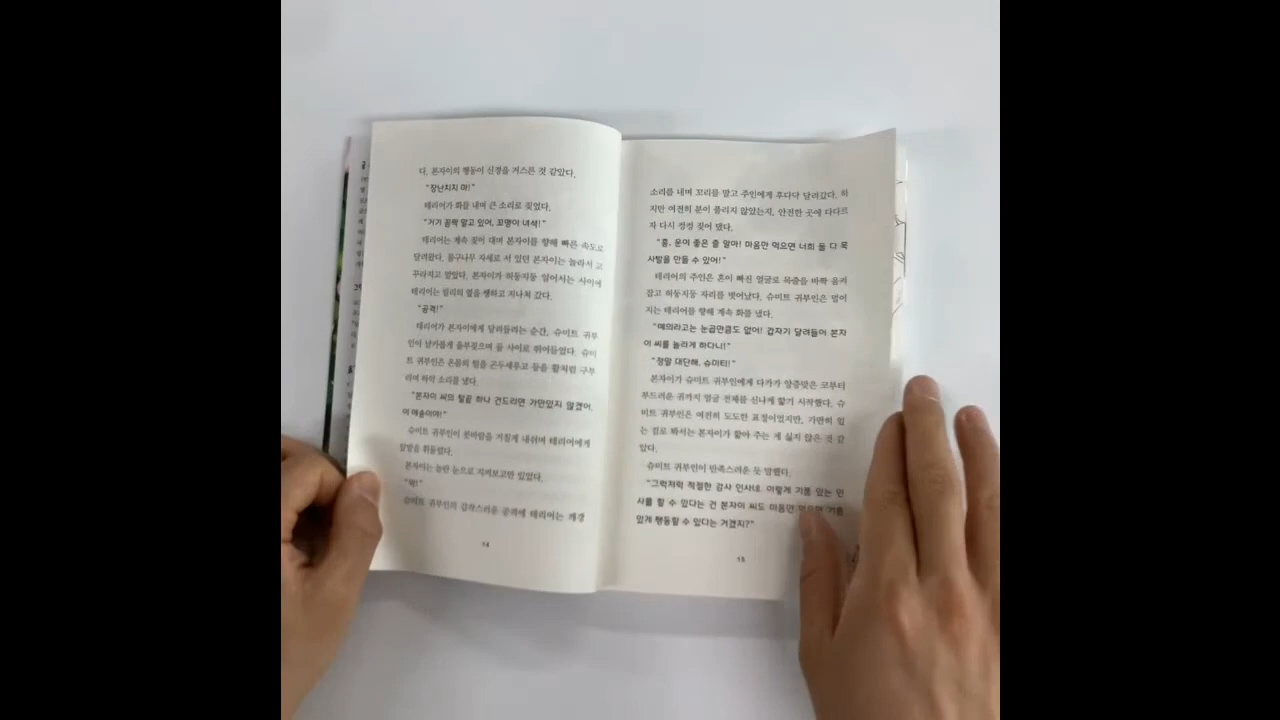 다. 본자이의 행동이 신경을 거스른 것 같았다.
"장난치지 마!"
테리어가 화를 내며 큰 소리로 짖었다.
"거기 꼼짝 말고 있어, 꼬맹이 녀석!"
테리어는 계속 짖어 대며 본자이를 향해 빠른 속도로
달려왔다. 물구나무 자세로 서 있던 본자이는 놀라서 고
꾸라지고 말았다. 본자이가 허둥지둥 일어서는 사이에
테리어는 릴리의 옆을 쌩하고 지나쳐 갔다.
"공격!"
테리어가 본자이에게 달려들려는 순간, 슈미트 귀부
인이 날카롭게 울부짖으며 둘 사이로 뛰어들었다. 슈미
트 귀부인은 온몸의 털을 곤두세우고 등을 활처럼 구부
리며 하악 소리를 냈다.
"본자이 씨의 털끝 하나 건드리면 가만있지 않겠어.
이 애송이야!"
슈미트 귀부인이 콧바람을 거칠게 내쉬며 테리어에게
앞발을 휘둘렀다.
본자이는 놀란 눈으로 지켜보고만 있었다.
슈미트 귀부인의 갑작스러운 공격에 테리어는 깨갱
14
소리를 내며 꼬리를 말고 주인에게 후다닥 달려갔다. 하
지만 여전히 분이 풀리지 않았는지, 안전한 곳에 다다르
자 다시 컹컹 짖어 댔다.
"흥, 운이 좋은 줄 알아! 마음만 먹으면 너희 둘 다 묵
사발을 만들 수 있어!"
테리어의 주인은 혼이 빠진 얼굴로 목줄을 바짝 움켜
잡고 허둥지둥 자리를 벗어났다. 슈미트 귀부인은 멀어
지는 테리어를 향해 계속 화를 냈다.
"예의라고는 눈곱만큼도 없어! 갑자기 달려들어 본자
이 씨를 놀라게 하다니!"
"정말 대단해, 슈미티!"
본자이가 슈미트 귀부인에게 다가가 앙증맞은 코부터
부드러운 귀까지 얼굴 전체를 신나게 핥기 시작했다. 슈
미트 귀부인은 여전히 도도한 표정이었지만, 가만히 있
는 걸로 봐서는 본자이가 핥아 주는 게 싫지 않은 것 같
았다.
슈미트 귀부인이 만족스러운 듯 말했다.
"그럭저럭 적절한 감사 인사네. 이렇게 기품 있는 인
사를 할 수 있다는 건 본자이 씨도 마음만 먹으면 기품
있게 행동할 수 있다는 거겠지?"
15